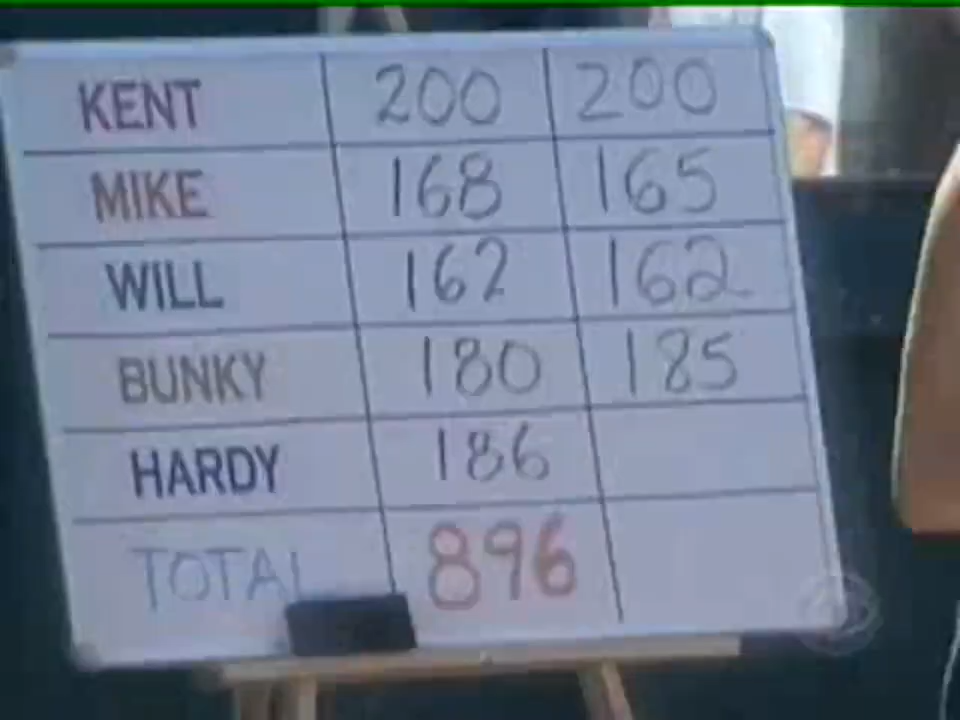 KENT 200 200
MIKE 168 165
WILL 162 162
BUNKY 180 185
HARDY 186
TOTAL 896